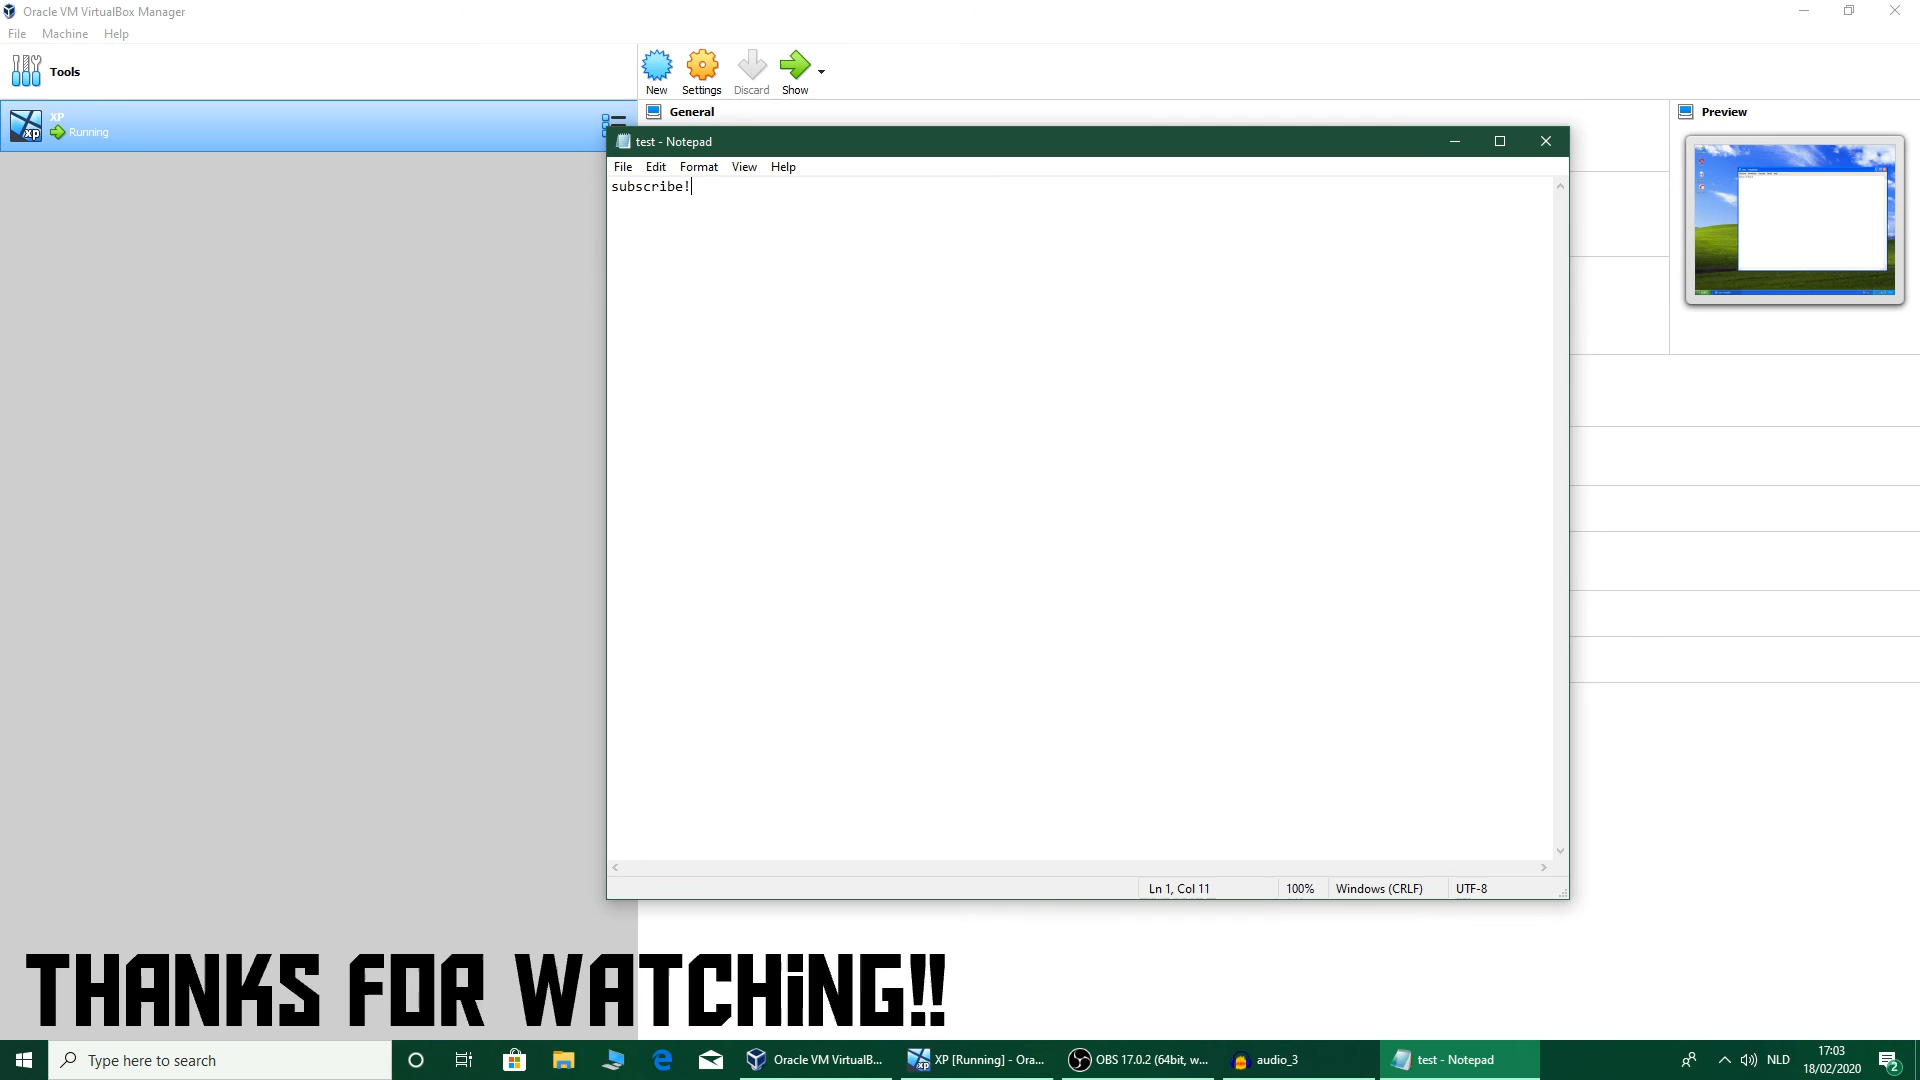 Oracle VM VirtualBox Manager
File Machine Help
Tools
New Settings Discard Show
XP
Running
General
Preview
test - Notepad
File Edit Format View Help
subscribe!
Ln 1, Col 11 100% Windows (CRLF) UTF-8
THANKS FOR WATCHiNG!!
Type here to search
Oracle VM VirtualB...
XP [Running] - Ora...
OBS 17.0.2 (64bit, w...
audio_3
test - Notepad
NLD
17:03
18/02/2020
2